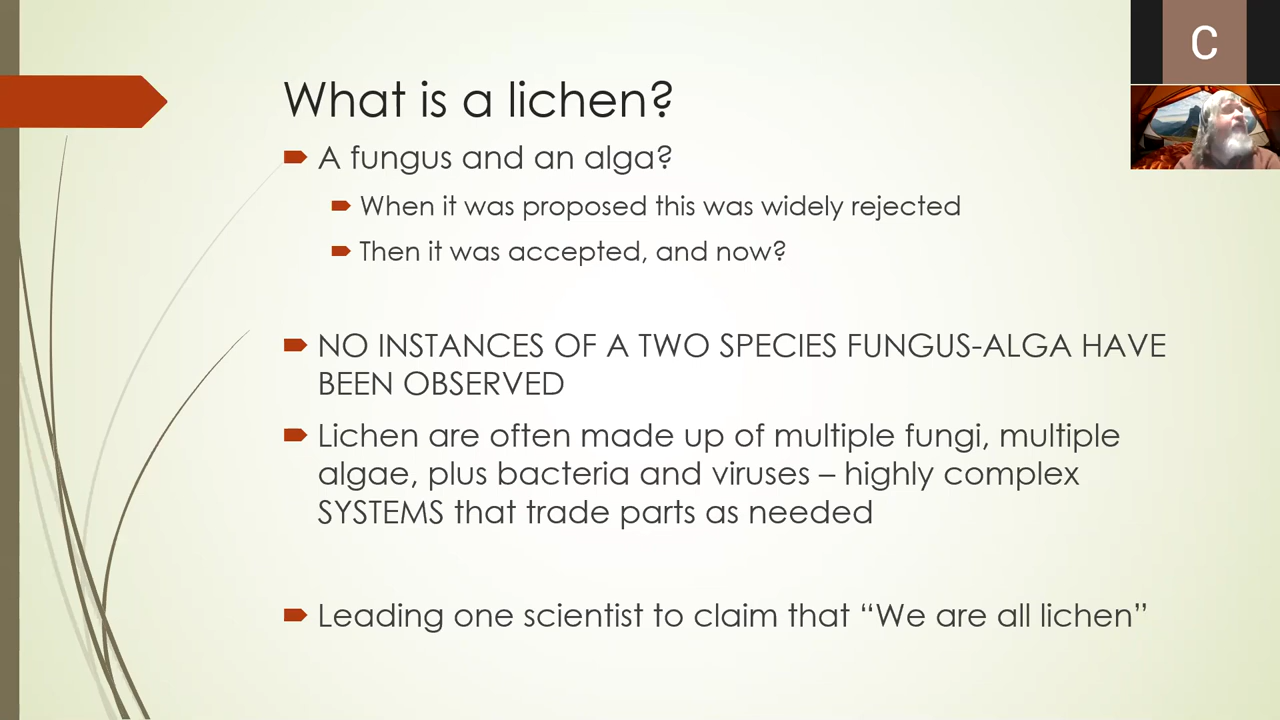 C
What is a lichen?
A fungus and an alga?
When it was proposed this was widely rejected
Then it was accepted, and now?
NO INSTANCES OF A TWO SPECIES FUNGUS-ALGA HAVE
BEEN OBSERVED
Lichen are often made up of multiple fungi, multiple
algae, plus bacteria and viruses – highly complex
SYSTEMS that trade parts as needed
Leading one scientist to claim that “We are all lichen”